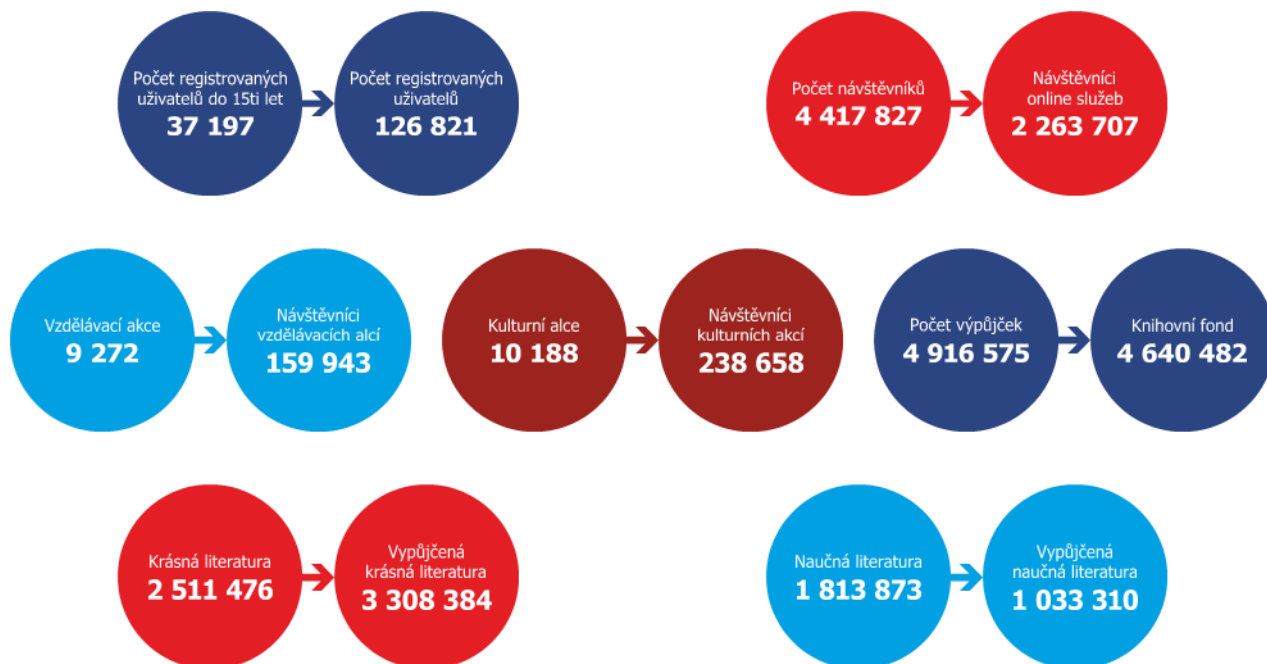 Počet registrovaných
uživatelů do 15ti let
37 197
Počet registrovaných
uživatelů
126 821
Počet návštěvníků
4 417 827
Návštěvníci
online služeb
2 263 707
Vzdělávací akce
9 272
Návštěvníci
vzdělávacích alcí
159 943
Kulturní alce
10 188
Návštěvníci
kulturních akcí
238 658
Počet výpůjček
4 916 575
Knihovní fond
4 640 482
Krásná literatura
2 511 476
Vypůjčená
krásná literatura
3 308 384
Naučná literatura
1 813 873
Vypůjčená
naučná literatura
1 033 310